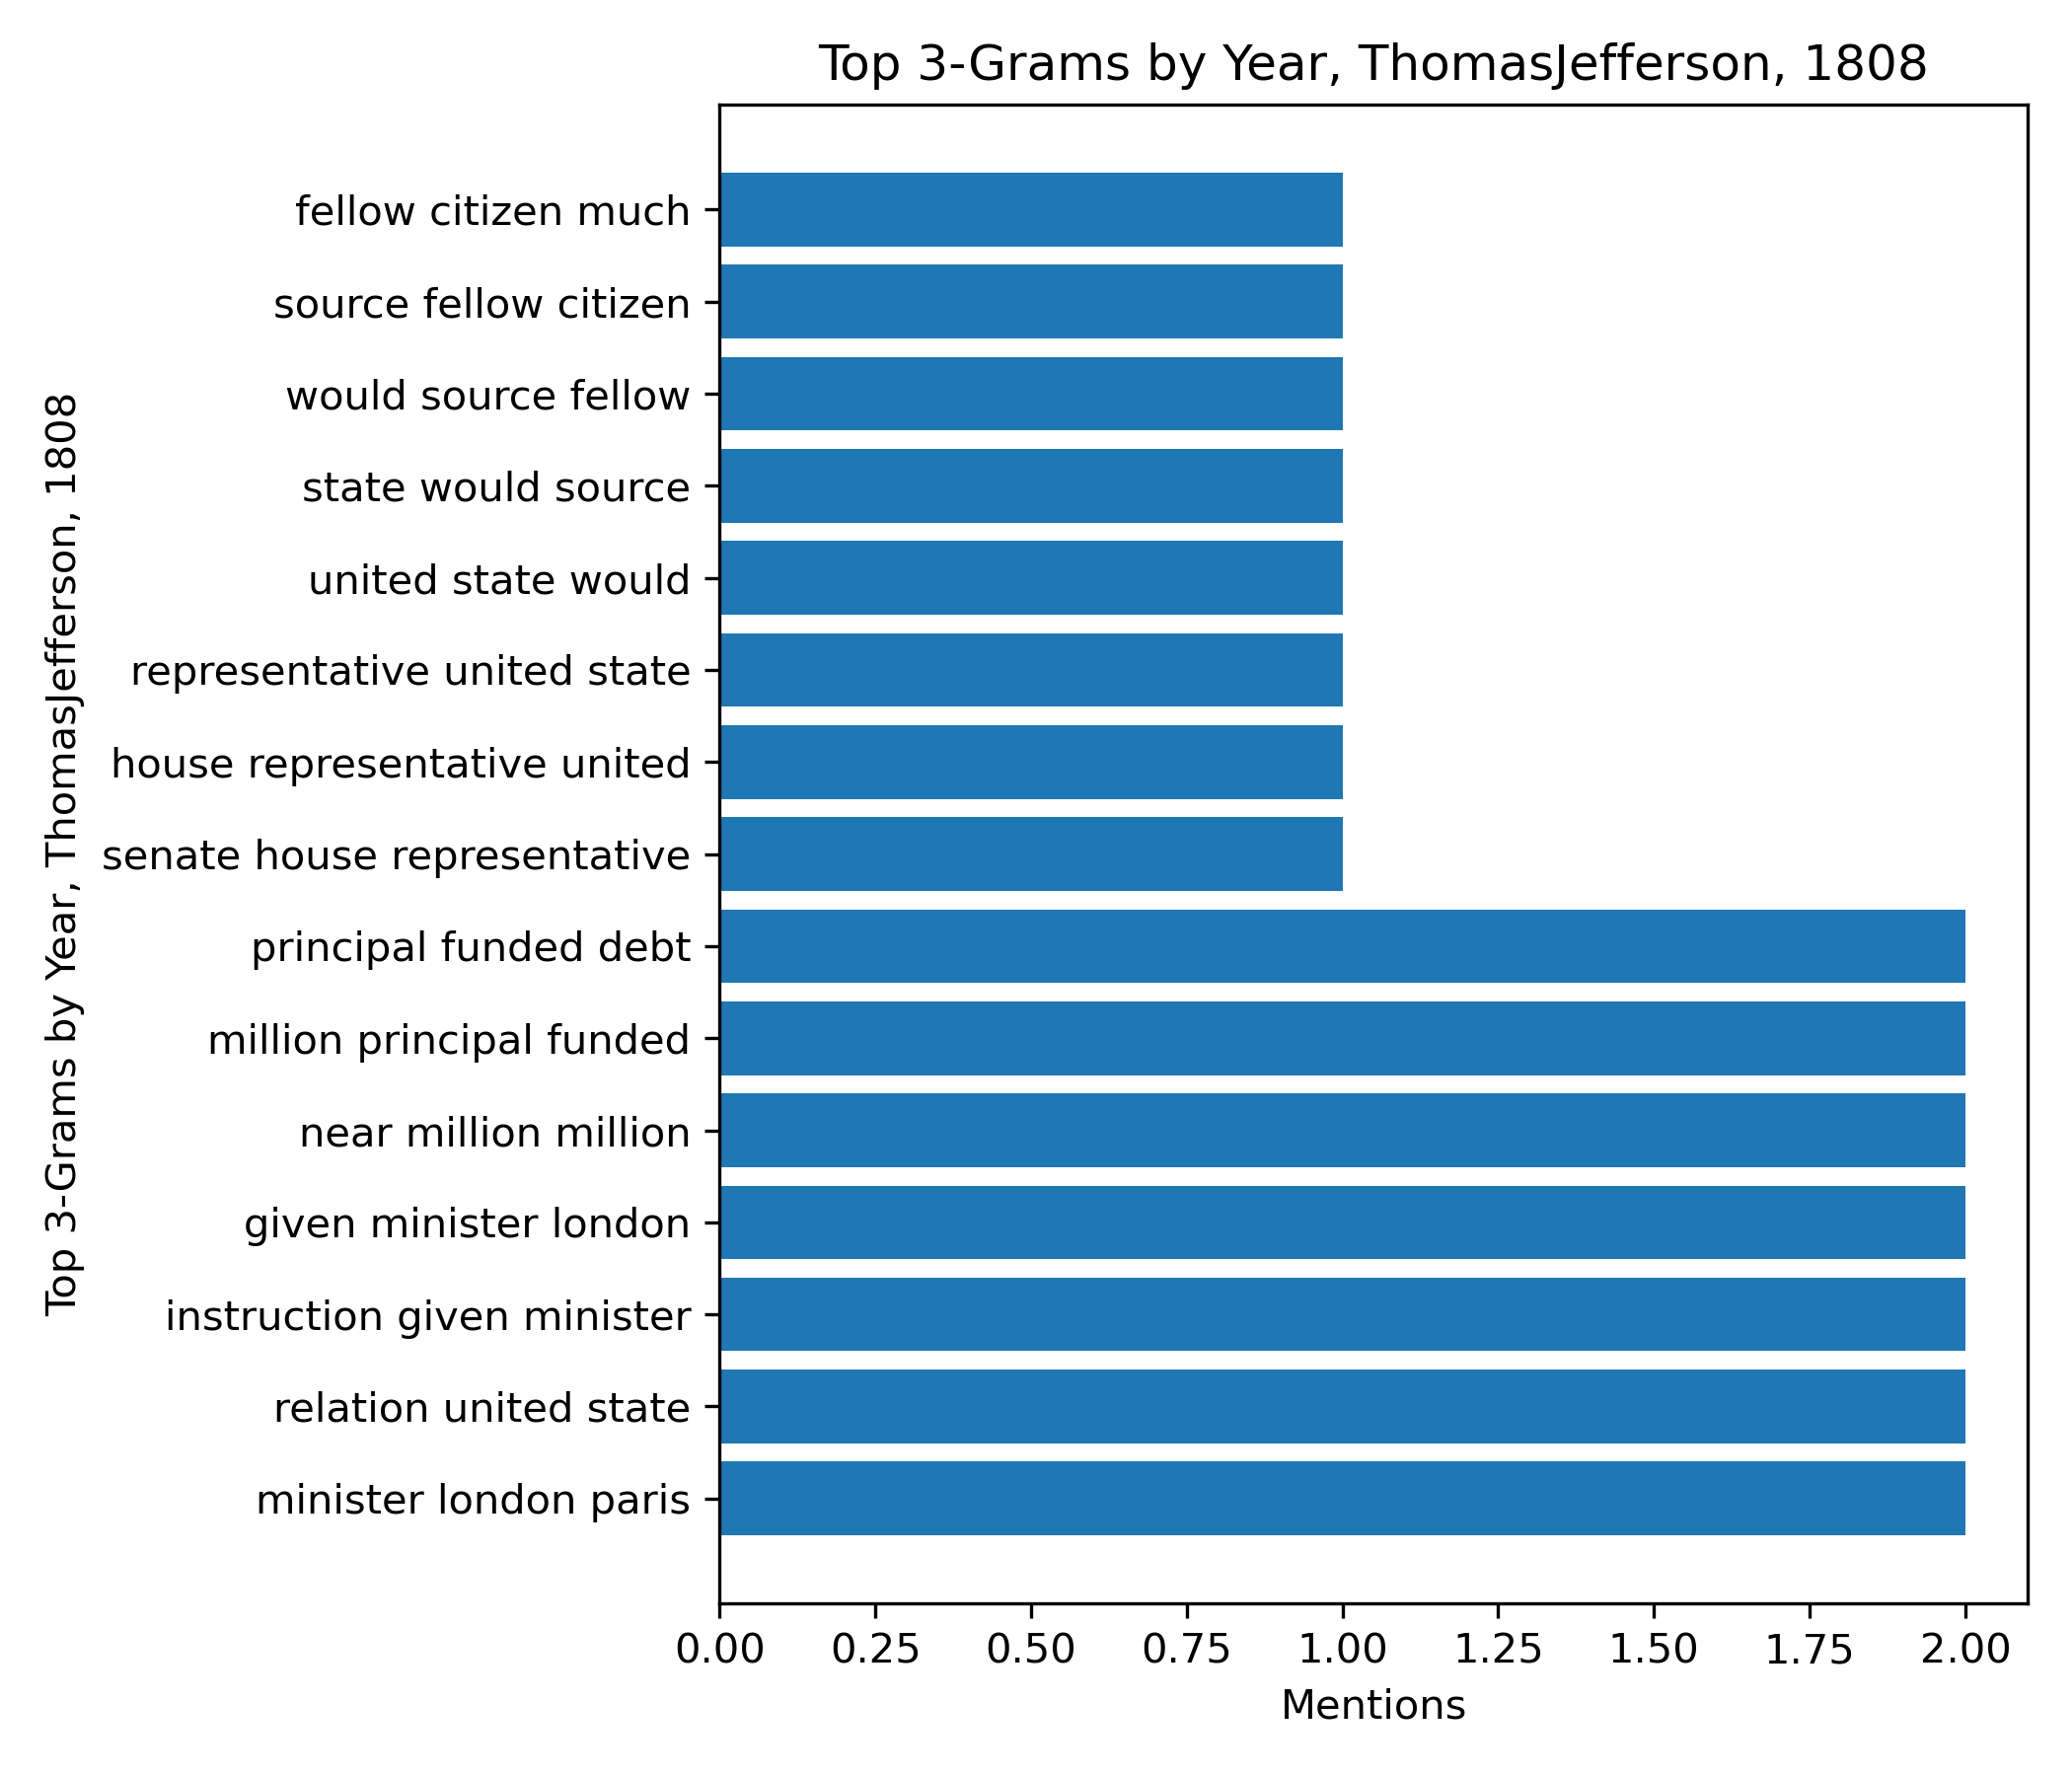 Top 3-Grams by Year, ThomasJefferson, 1808
Top 3-Grams by Year, ThomasJefferson, 1808
fellow citizen much
source fellow citizen
would source fellow
state would source
united state would
representative united state
house representative united
senate house representative
principal funded debt
million principal funded
near million million
given minister london
instruction given minister
relation united state
minister london paris
0.00 0.25 0.50 0.75 1.00 1.25 1.50 1.75 2.00
Mentions